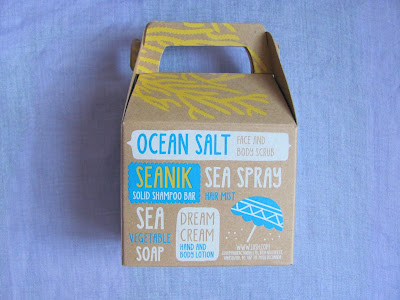 OCEAN SALT FACE AND
BODY SCRUB
SEANIK SEA SPRAY
SOLID SHAMPOO BAR HAIR MIST
SEA
VEGETABLE
SOAP
DREAM
CREAM
HAND AND
BODY LOTION